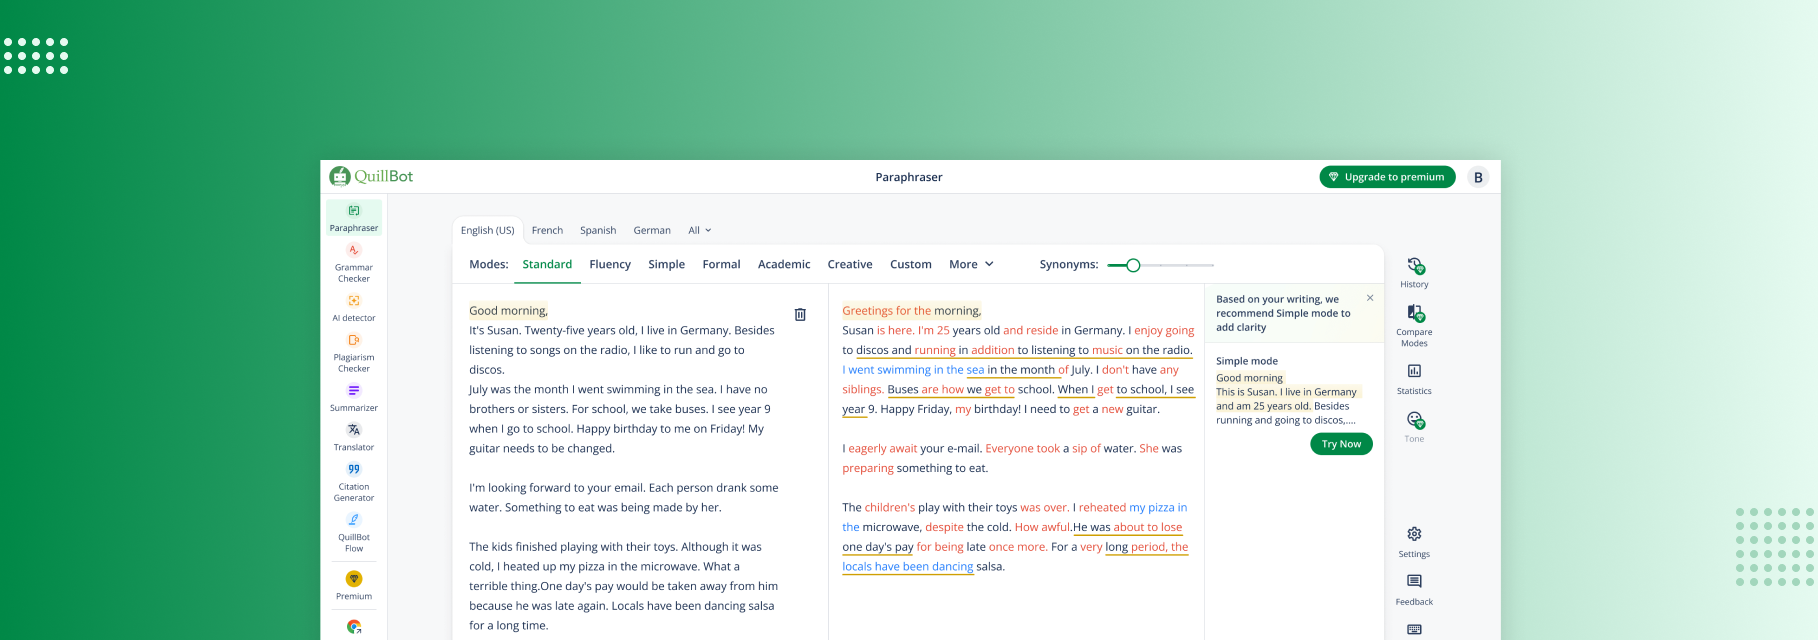 QuillBot
Paraphraser
Upgrade to premium
B
Paraphraser
Grammar
Checker
AI detector
Plagiarism
Checker
Summarizer
Translator
Citation
Generator
QuillBot
Flow
Premium
English (US) French Spanish German All
Modes: Standard Fluency Simple Formal Academic Creative Custom More Synonyms:
Good morning,
It's Susan. Twenty-five years old, I live in Germany. Besides
listening to songs on the radio, I like to run and go to
discos.
July was the month I went swimming in the sea. I have no
brothers or sisters. For school, we take buses. I see year 9
when I go to school. Happy birthday to me on Friday! My
guitar needs to be changed.
I'm looking forward to your email. Each person drank some
water. Something to eat was being made by her.
The kids finished playing with their toys. Although it was
cold, I heated up my pizza in the microwave. What a
terrible thing.One day's pay would be taken away from him
because he was late again. Locals have been dancing salsa
for a long time.
Greetings for the morning,
Susan is here. I'm 25 years old and reside in Germany. I enjoy going
to discos and running in addition to listening to music on the radio.
I went swimming in the sea in the month of July. I don't have any
siblings. Buses are how we get to school. When I get to school, I see
year 9. Happy Friday, my birthday! I need to get a new guitar.
I eagerly await your e-mail. Everyone took a sip of water. She was
preparing something to eat.
The children's play with their toys was over. I reheated my pizza in
the microwave, despite the cold. How awful.He was about to lose
one day's pay for being late once more. For a very long period, the
locals have been dancing salsa.
Based on your writing, we
recommend Simple mode to
add clarity
Simple mode
Good morning
This is Susan. I live in Germany
and am 25 years old. Besides
running and going to discos,....
Try Now
History
Compare
Modes
Statistics
Tone
Settings
Feedback